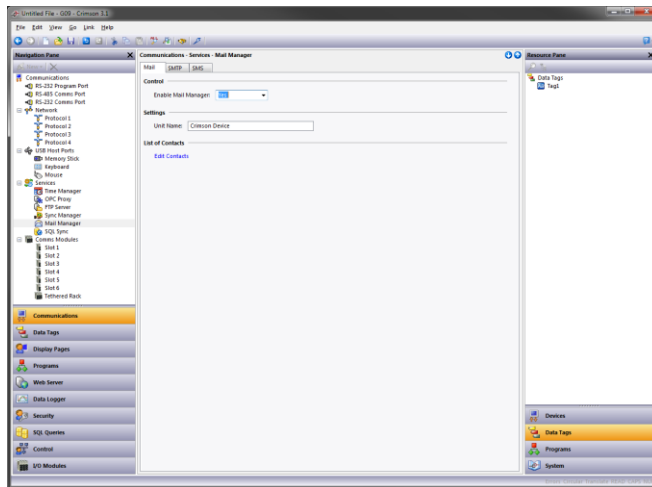 Untitled File - G09 - Crimson 3.1
File Edit View Go Link Help
Navigation Pane
Communications
RS-232 Program Port
RS-485 Comms Port
RS-232 Comms Port
Network
Protocol 1
Protocol 2
Protocol 3
Protocol 4
USB Host Ports
Memory Stick
Keyboard
Mouse
Services
Time Manager
OPC Proxy
FTP Server
Sync Manager
Mail Manager
SQL Sync
Comms Modules
Slot 1
Slot 2
Slot 3
Slot 4
Slot 5
Slot 6
Tethered Rack
Communications
Data Tags
Display Pages
Programs
Web Server
Data Logger
Security
SQL Queries
Control
I/O Modules
Communications - Services - Mail Manager
Mail SMTP SMS
Control
Enable Mail Manager: Yes
Settings
Unit Name: Crimson Device
List of Contacts
Edit Contacts
Resource Pane
Data Tags
Tag1
Devices
Data Tags
Programs
System